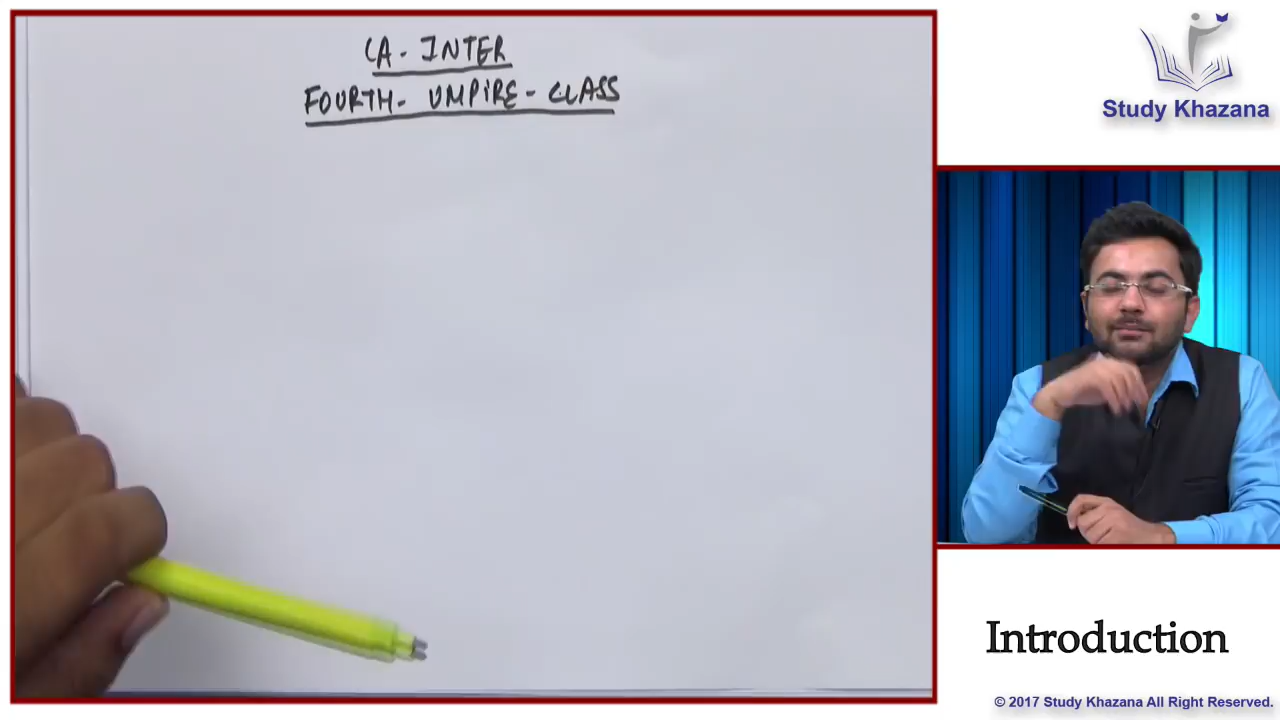 CA - INTER
FOURTH - UMPIRE - CLASS
Study Khazana
Introduction
© 2017 Study Khazana All Right Reserved.